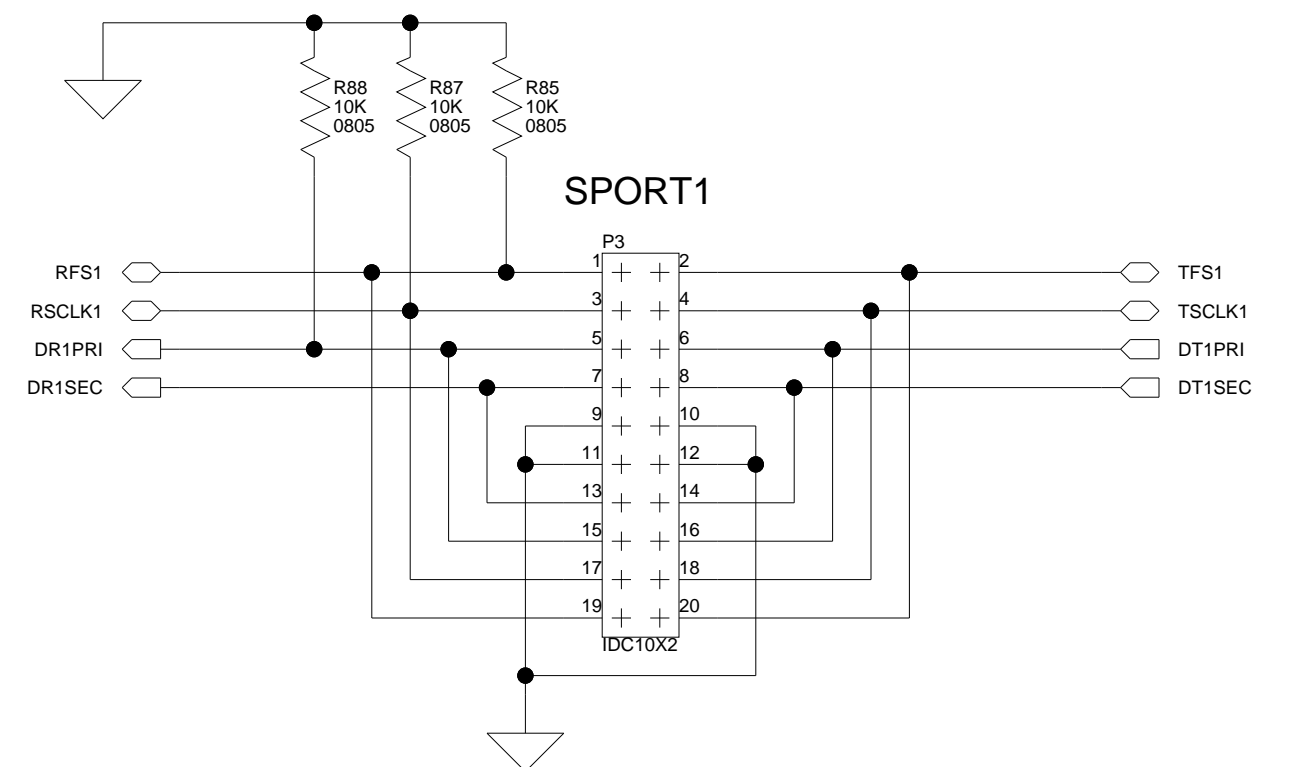 R88
10K
0805
R87
10K
0805
R85
10K
0805
SPORT1
P3
RFS1 1 2 TFS1
RSCLK1 3 4 TSCLK1
DR1PRI 5 6 DT1PRI
DR1SEC 7 8 DT1SEC
9 10
11 12
13 14
15 16
17 18
19 20
IDC10X2